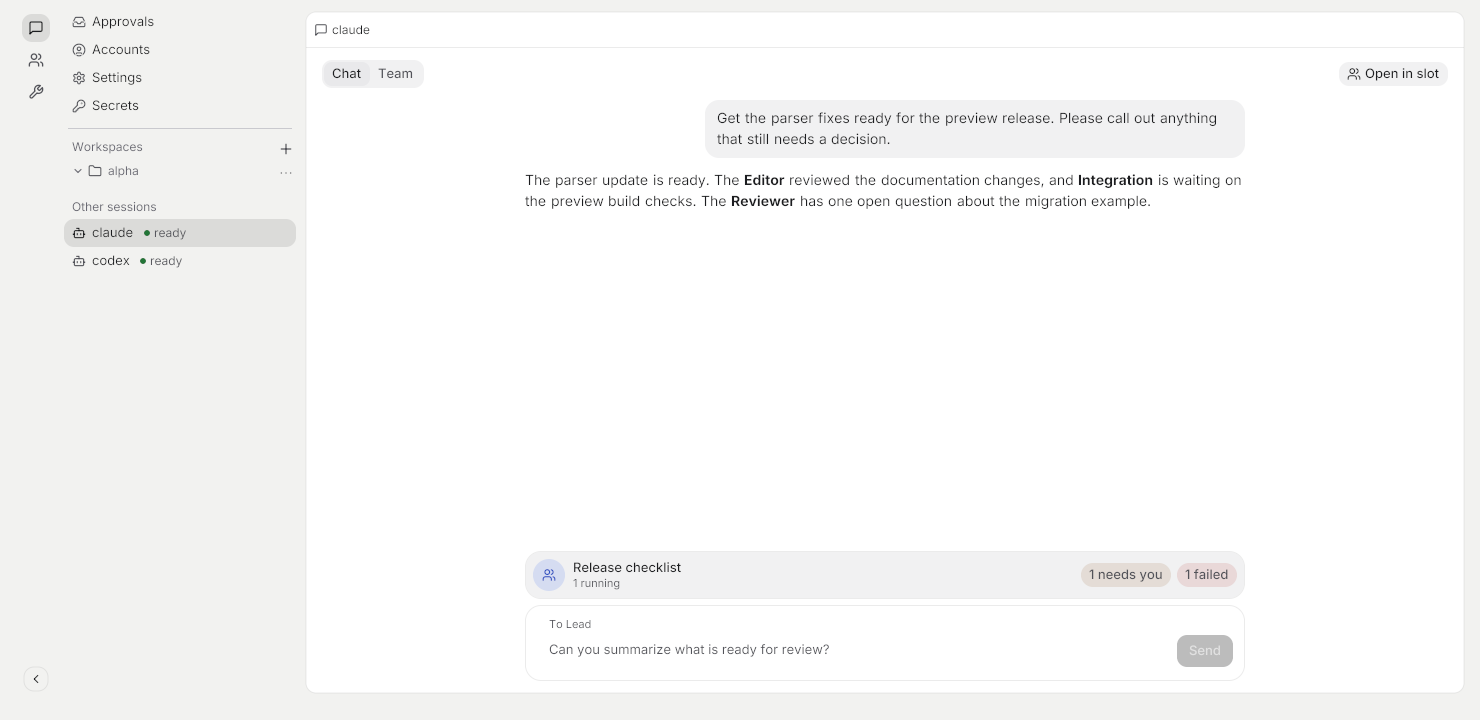 Approvals
Accounts
Settings
Secrets
Workspaces
alpha
...
Other sessions
claude ready
codex ready
claude
Chat Team
Open in slot
Get the parser fixes ready for the preview release. Please call out anything
that still needs a decision.
The parser update is ready. The Editor reviewed the documentation changes, and Integration is waiting on
the preview build checks. The Reviewer has one open question about the migration example.
Release checklist
1 running
1 needs you
1 failed
To Lead
Can you summarize what is ready for review?
Send